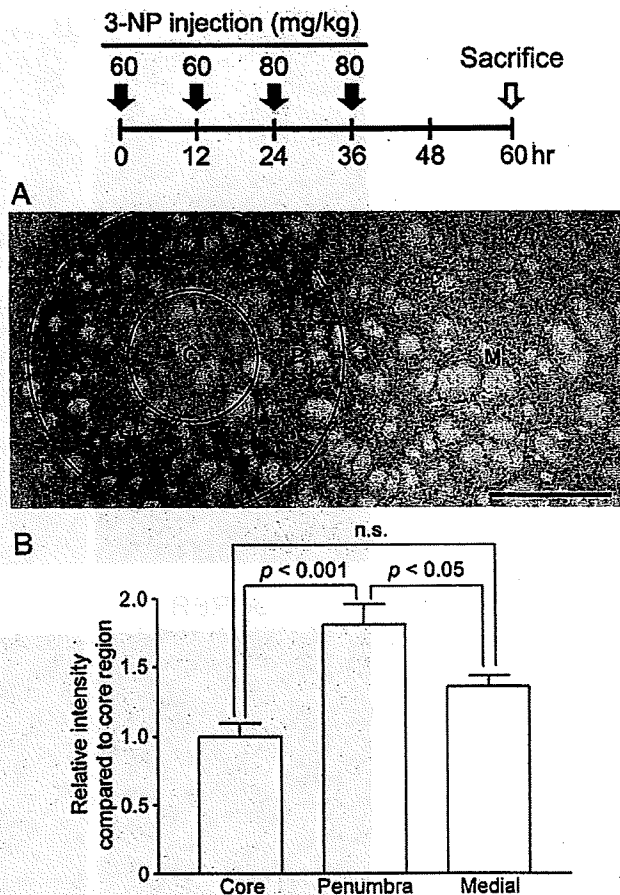 3-NP injection (mg/kg)
60 60 80 80 Sacrifice
0 12 24 36 48 60 hr
A
C P M
B
n.s.
p < 0.001 p < 0.05
Relative intensity
compared to core region
2.0
1.5
1.0
0.5
0
Core Penumbra Medial